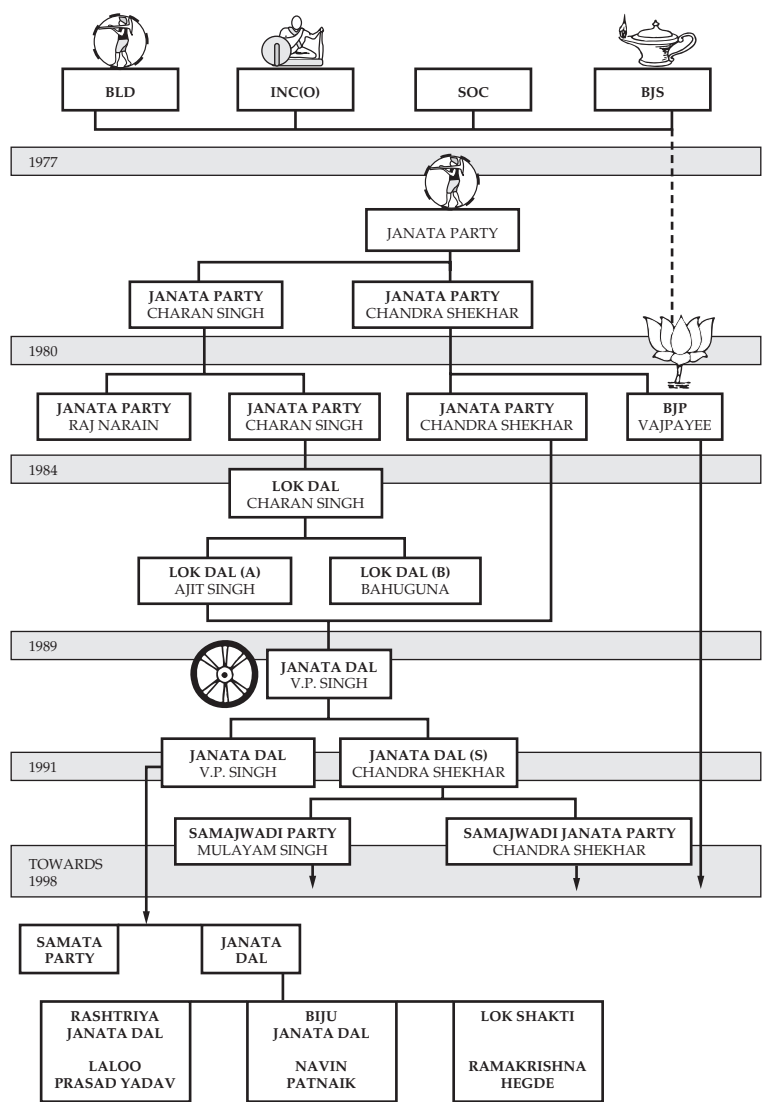 BLD
INC(O)
SOC
BJS
1977
JANATA PARTY
JANATA PARTY
CHARAN SINGH
JANATA PARTY
CHANDRA SHEKHAR
1980
JANATA PARTY
RAJ NARAIN
JANATA PARTY
CHARAN SINGH
JANATA PARTY
CHANDRA SHEKHAR
BJP
VAJPAYEE
1984
LOK DAL
CHARAN SINGH
LOK DAL (A)
AJIT SINGH
LOK DAL (B)
BAHUGUNA
1989
JANATA DAL
V.P. SINGH
1991
JANATA DAL
V.P. SINGH
JANATA DAL (S)
CHANDRA SHEKHAR
SAMAJWADI PARTY
MULAYAM SINGH
SAMAJWADI JANATA PARTY
CHANDRA SHEKHAR
TOWARDS
1998
SAMATA
PARTY
JANATA
DAL
RASHTRIYA
JANATA DAL
LALOO
PRASAD YADAV
BIJU
JANATA DAL
NAVIN
PATNAIK
LOK SHAKTI
RAMAKRISHNA
HEGDE